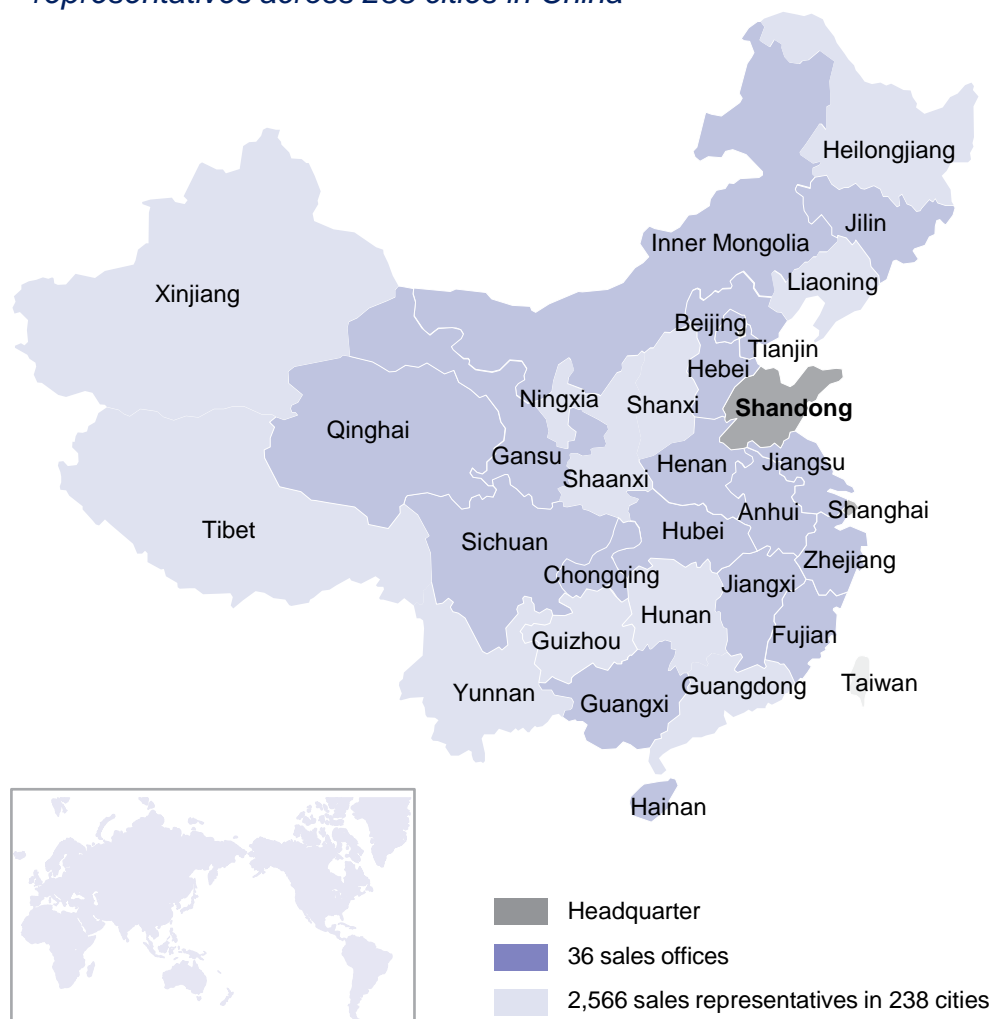 representatives across 238 cities in China
Heilongjiang
Jilin
Inner Mongolia
Liaoning
Xinjiang
Beijing
Tianjin
Hebei
Ningxia
Shanxi
Shandong
Qinghai
Gansu
Henan
Jiangsu
Shaanxi
Anhui
Shanghai
Tibet
Sichuan
Hubei
Zhejiang
Chongqing
Jiangxi
Hunan
Fujian
Guizhou
Yunnan
Guangxi
Guangdong
Taiwan
Hainan
Headquarter
36 sales offices
2,566 sales representatives in 238 cities